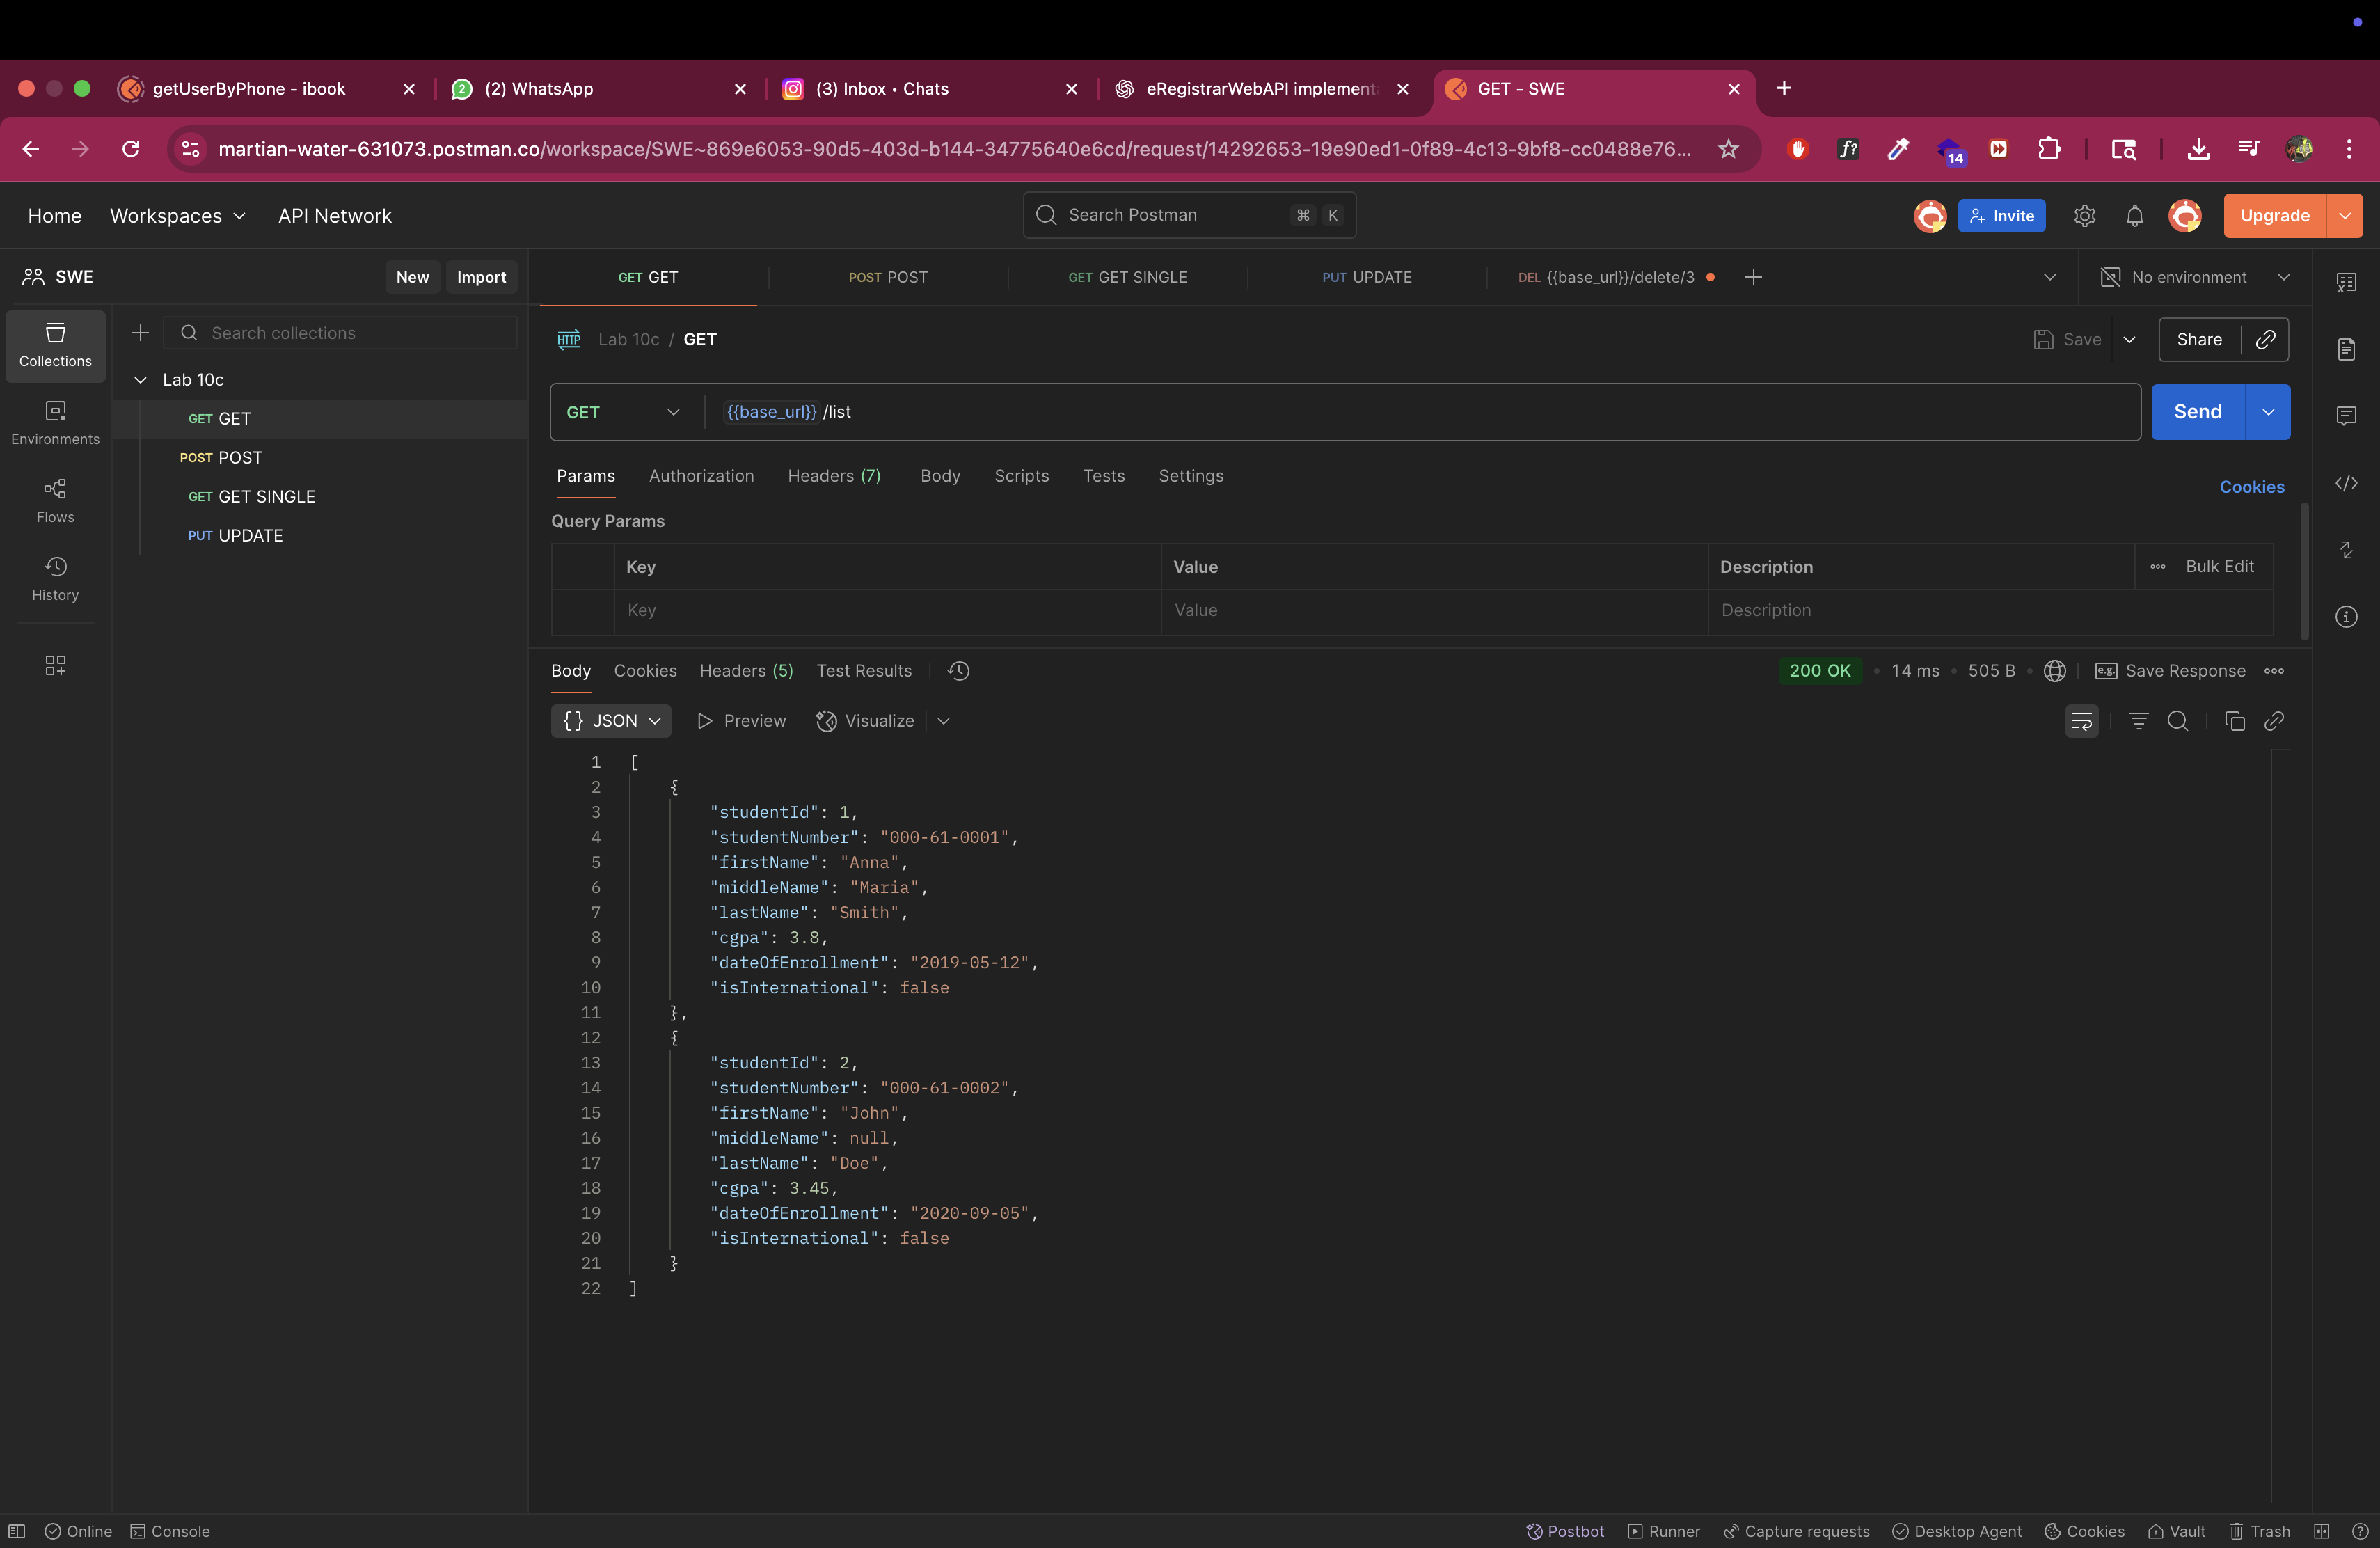 getUserByPhone - ibook
2 (2) WhatsApp
(3) Inbox • Chats
eRegistrarWebAPI implement
GET - SWE
martian-water-631073.postman.co/workspace/SWE~869e6053-90d5-403d-b144-34775640e6cd/request/14292653-19e90ed1-0f89-4c13-9bf8-cc0488e76...
f?
14
Home Workspaces API Network
Search Postman ⌘ K
Invite
Upgrade
SWE New Import
GET GET
POST POST
GET GET SINGLE
PUT UPDATE
DEL {{base_url}}/delete/3
No environment
Collections
Environments
Flows
History
Search collections
Lab 10c
GET GET
POST POST
GET GET SINGLE
PUT UPDATE
HTTP Lab 10c / GET
Save Share
GET {{base_url}} /list
Send
Params Authorization Headers (7) Body Scripts Tests Settings
Cookies
Query Params
Key Value Description Bulk Edit
Key Value Description
Body Cookies Headers (5) Test Results
200 OK • 14 ms • 505 B • e.g. Save Response
{} JSON Preview Visualize
1 [
2 {
3 "studentId": 1,
4 "studentNumber": "000-61-0001",
5 "firstName": "Anna",
6 "middleName": "Maria",
7 "lastName": "Smith",
8 "cgpa": 3.8,
9 "dateOfEnrollment": "2019-05-12",
10 "isInternational": false
11 },
12 {
13 "studentId": 2,
14 "studentNumber": "000-61-0002",
15 "firstName": "John",
16 "middleName": null,
17 "lastName": "Doe",
18 "cgpa": 3.45,
19 "dateOfEnrollment": "2020-09-05",
20 "isInternational": false
21 }
22 ]
Online Console
Postbot Runner Capture requests Desktop Agent Cookies Vault Trash